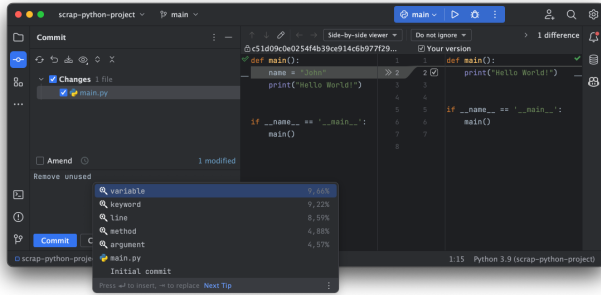 scrap-python-project
main
main
Commit
Side-by-side viewer
Do not ignore
1 difference
c51d09c0e0254f4b39ce914c6b977f29...
Your version
Changes 1 file
main.py
def main():
1
1
def main():
name = "John"
2
2
print("Hello World!")
print("Hello World!")
3
3
4
4
5
5
if __name__ == '__main__':
if __name__ == '__main__':
6
6
main()
main()
7
7
8
Amend
1 modified
Remove unused
variable 9,66%
keyword 9,22%
line 8,59%
method 4,88%
argument 4,57%
main.py
Initial commit
Press ↵ to insert, → to replace Next Tip
Commit
C
scrap-python-proje
1:15 Python 3.9 (scrap-python-project)